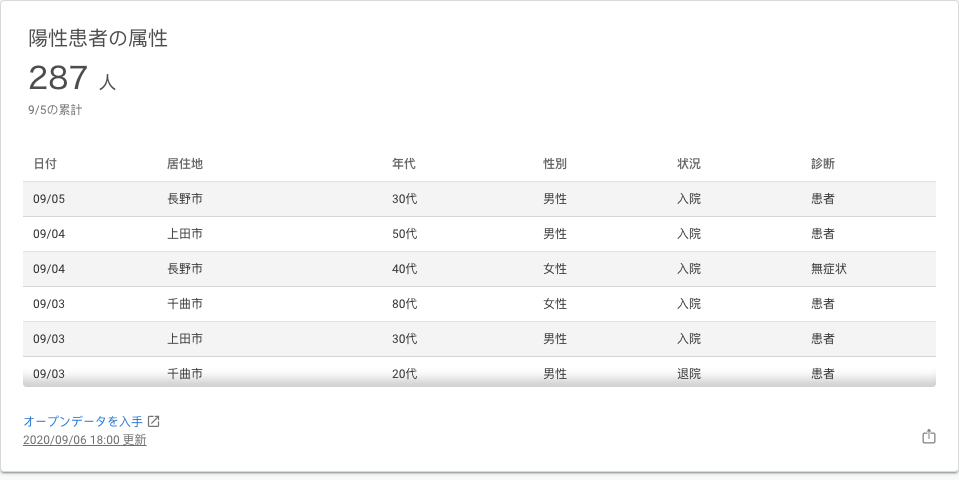 陽性患者の属性
287 人
9/5の累計
日付 居住地 年代 性別 状況 診断
09/05 長野市 30代 男性 入院 患者
09/04 上田市 50代 男性 入院 患者
09/04 長野市 40代 女性 入院 無症状
09/03 千曲市 80代 女性 入院 患者
09/03 上田市 30代 男性 入院 患者
09/03 千曲市 20代 男性 退院 患者
オープンデータを入手
2020/09/06 18:00 更新